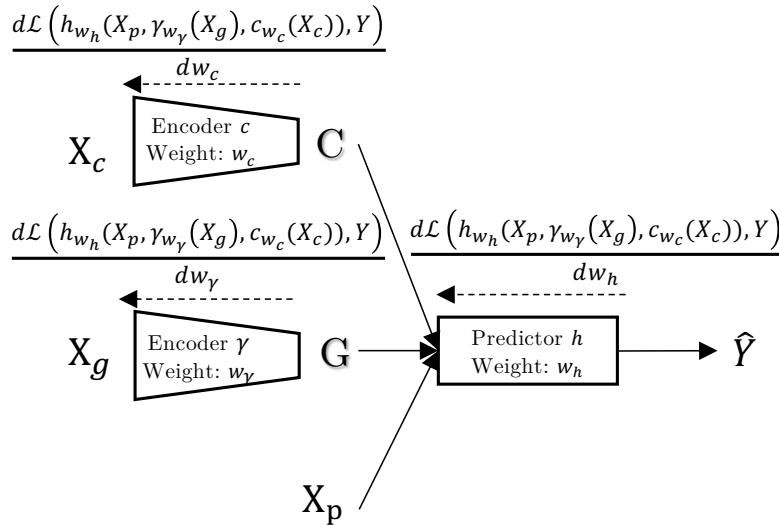 dℒ(h_{w_h}(X_p, γ_{w_γ}(X_g), c_{w_c}(X_c)), Y)
dw_c
X_c
Encoder c
Weight: w_c
C
dℒ(h_{w_h}(X_p, γ_{w_γ}(X_g), c_{w_c}(X_c)), Y)
dw_γ
dℒ(h_{w_h}(X_p, γ_{w_γ}(X_g), c_{w_c}(X_c)), Y)
dw_h
X_g
Encoder γ
Weight: w_γ
G
Predictor h
Weight: w_h
Ŷ
X_p